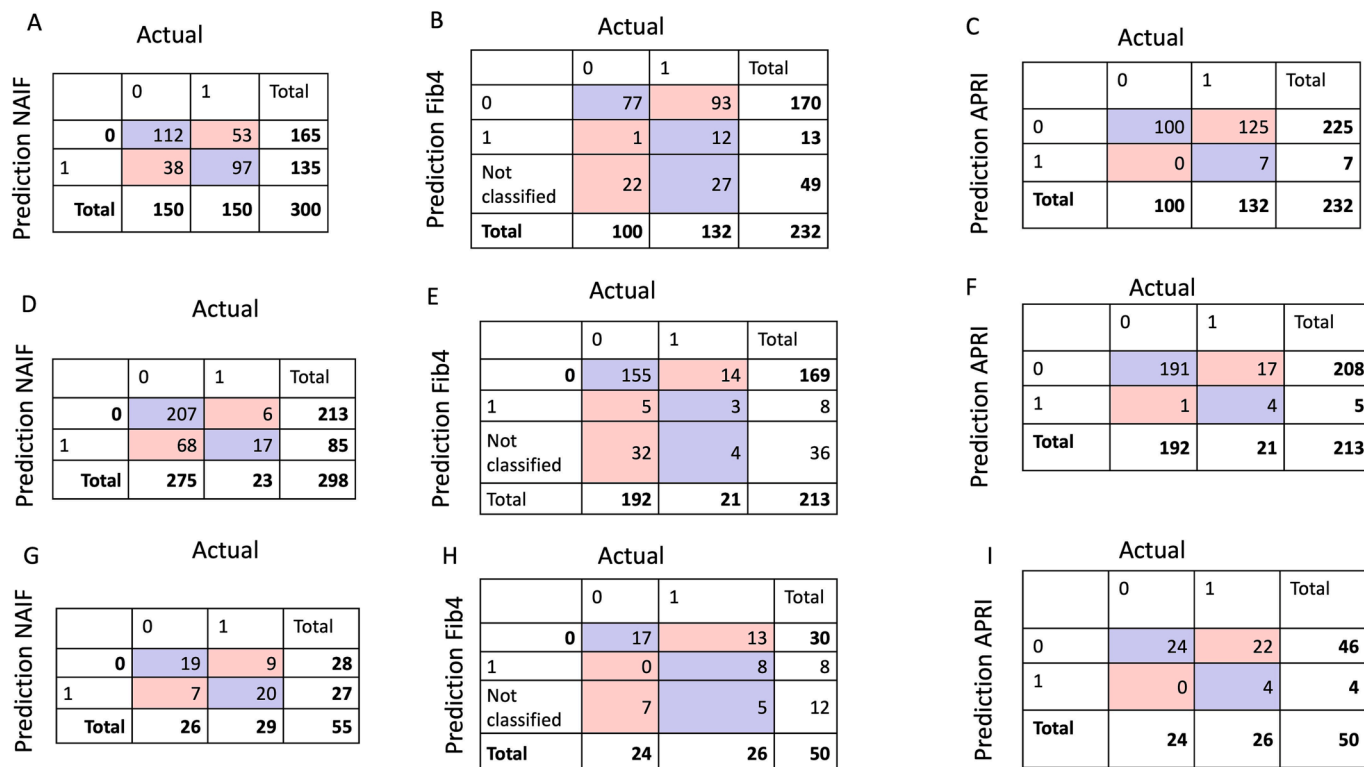 A
Actual
Prediction NAIF
0 1 Total
0 112 53 165
1 38 97 135
Total 150 150 300
B
Actual
Prediction Fib4
0 1 Total
0 77 93 170
1 1 12 13
Not
classified 22 27 49
Total 100 132 232
C
Actual
Prediction APRI
0 1 Total
0 100 125 225
1 0 7 7
Total 100 132 232
D
Actual
Prediction NAIF
0 1 Total
0 207 6 213
1 68 17 85
Total 275 23 298
E
Actual
Prediction Fib4
0 1 Total
0 155 14 169
1 5 3 8
Not
classified 32 4 36
Total 192 21 213
F
Actual
Prediction APRI
0 1 Total
0 191 17 208
1 1 4 5
Total 192 21 213
G
Actual
Prediction NAIF
0 1 Total
0 19 9 28
1 7 20 27
Total 26 29 55
H
Actual
Prediction Fib4
0 1 Total
0 17 13 30
1 0 8 8
Not
classified 7 5 12
Total 24 26 50
I
Actual
Prediction APRI
0 1 Total
0 24 22 46
1 0 4 4
Total 24 26 50